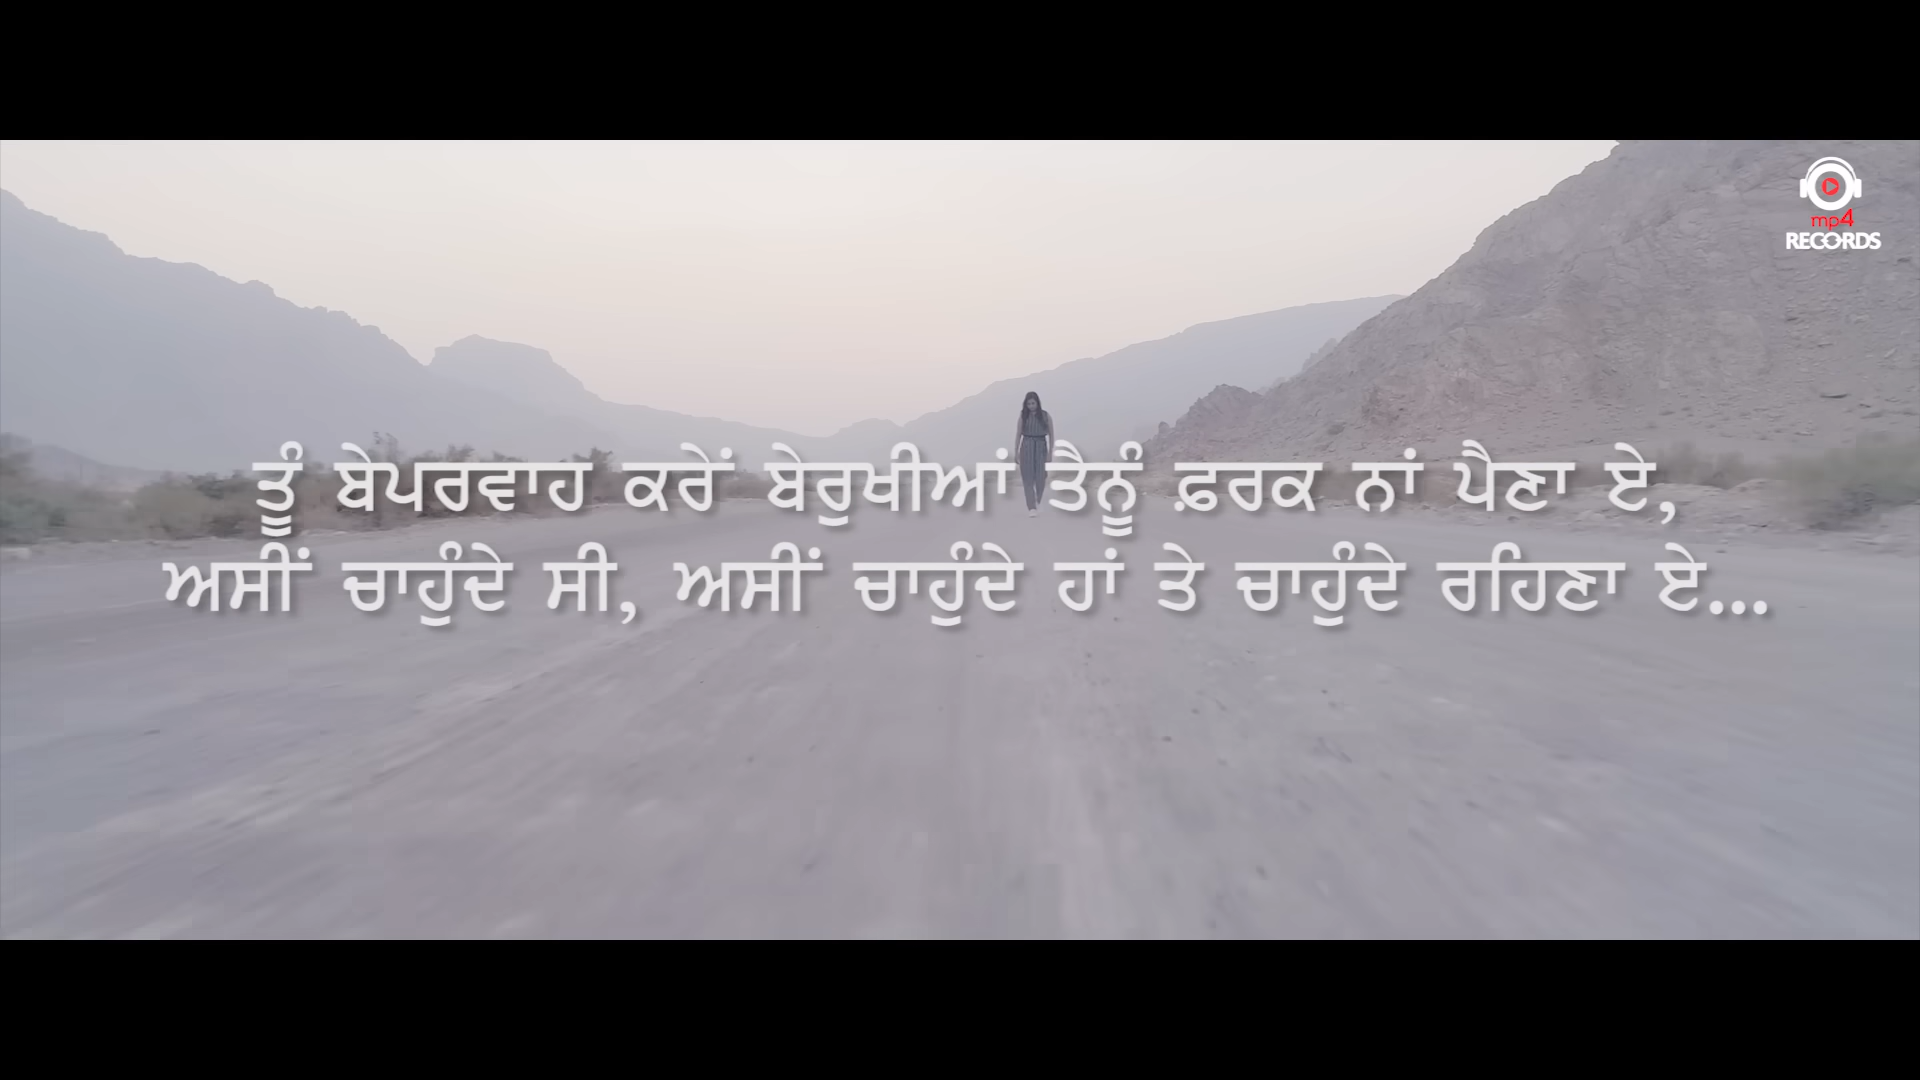 mp4
RECORDS
ਤੂੰ ਬੇਪਰਵਾਹ ਕਰੇਂ ਬੇਰੁਖੀਆਂ ਤੈਨੂੰ ਫ਼ਰਕ ਨਾਂ ਪੈਣਾ ਏ,
ਅਸੀਂ ਚਾਹੁੰਦੇ ਸੀ, ਅਸੀਂ ਚਾਹੁੰਦੇ ਹਾਂ ਤੇ ਚਾਹੁੰਦੇ ਰਹਿਣਾ ਏ...